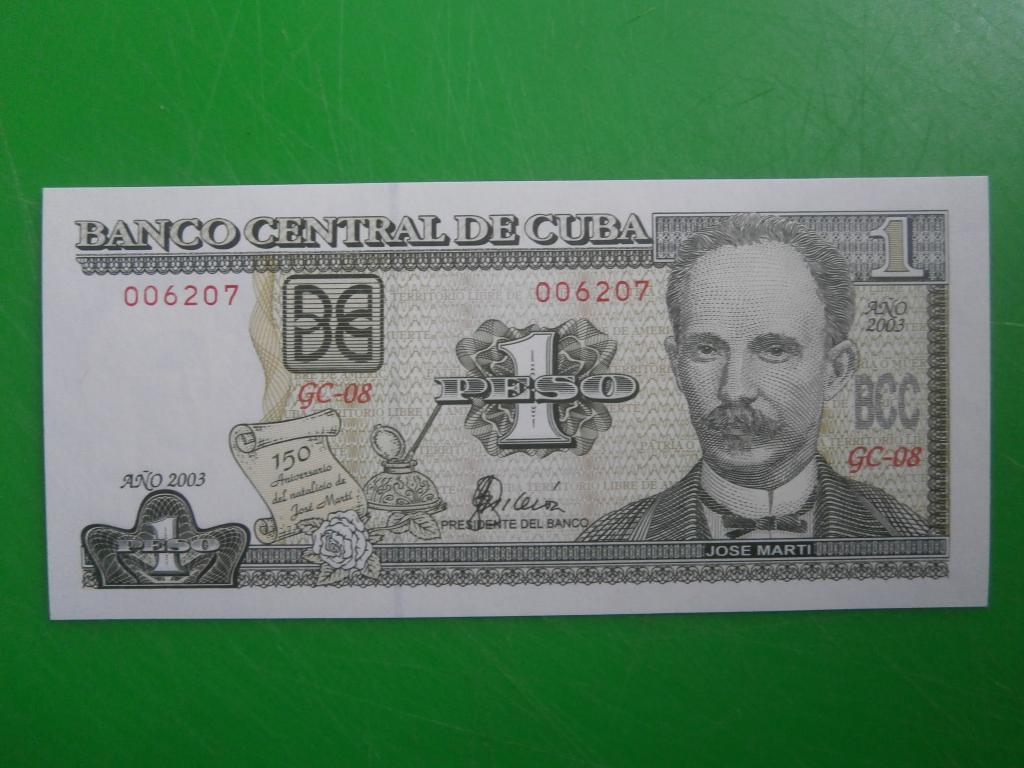 BANCO CENTRAL DE CUBA
1
006207
006207
AÑO
2003
GC-08
1
PESO
BCC
GC-08
150
Aniversario
del natalicio de
José Martí
AÑO 2003
1
PESO
PRESIDENTE DEL BANCO
JOSE MARTI